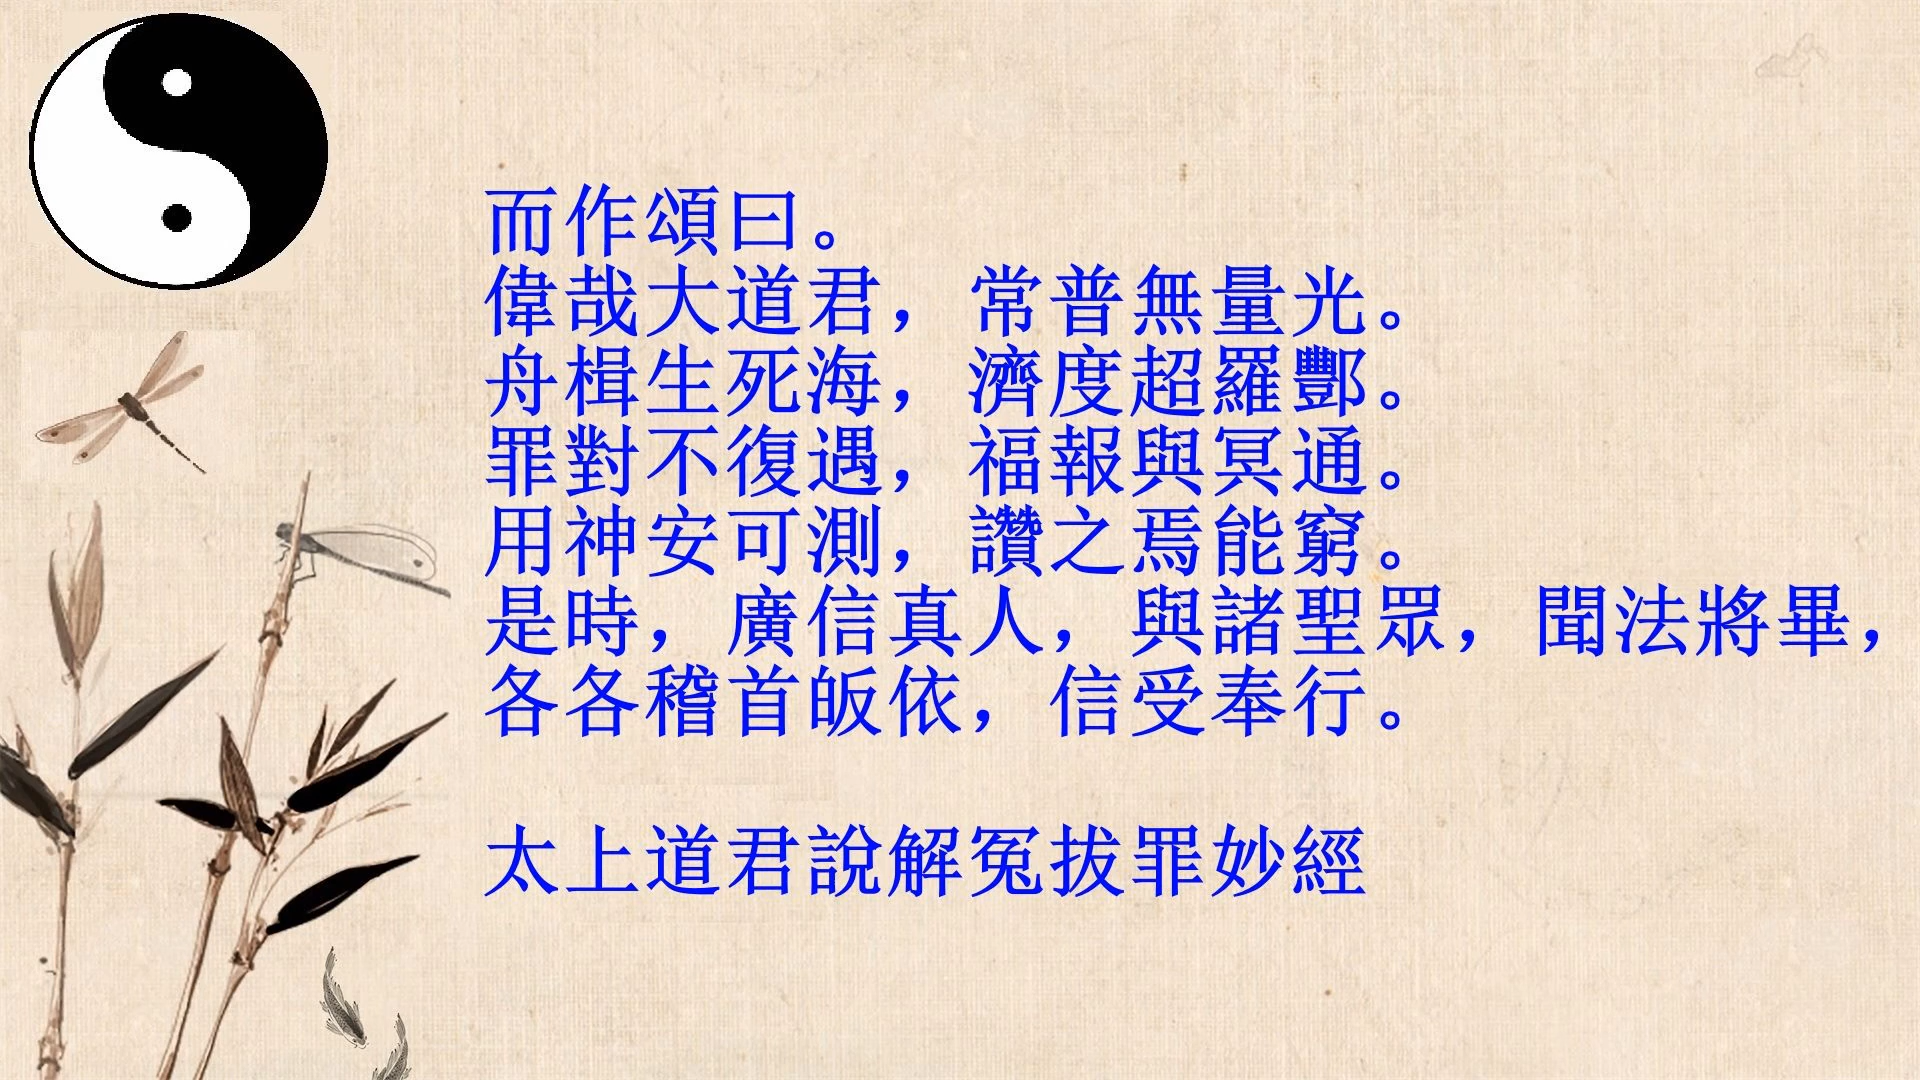 而作頌曰。
偉哉大道君，常普無量光。
舟楫生死海，濟度超羅酆。
罪對不復遇，福報與冥通。
用神安可測，讚之焉能窮。
是時，廣信真人，與諸聖眾，聞法將畢，
各各稽首皈依，信受奉行。
太上道君說解冤拔罪妙經